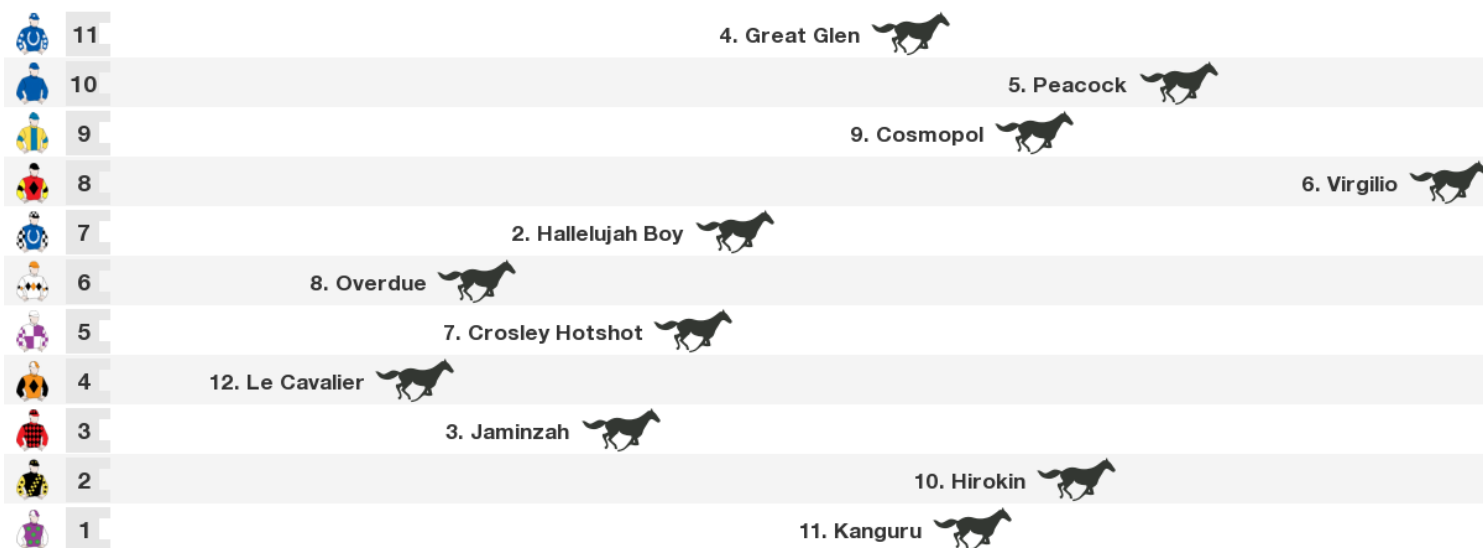 11 4. Great Glen
10 5. Peacock
9 9. Cosmopol
8 6. Virgilio
7 2. Hallelujah Boy
6 8. Overdue
5 7. Crosley Hotshot
4 12. Le Cavalier
3 3. Jaminzah
2 10. Hirokin
1 11. Kanguru